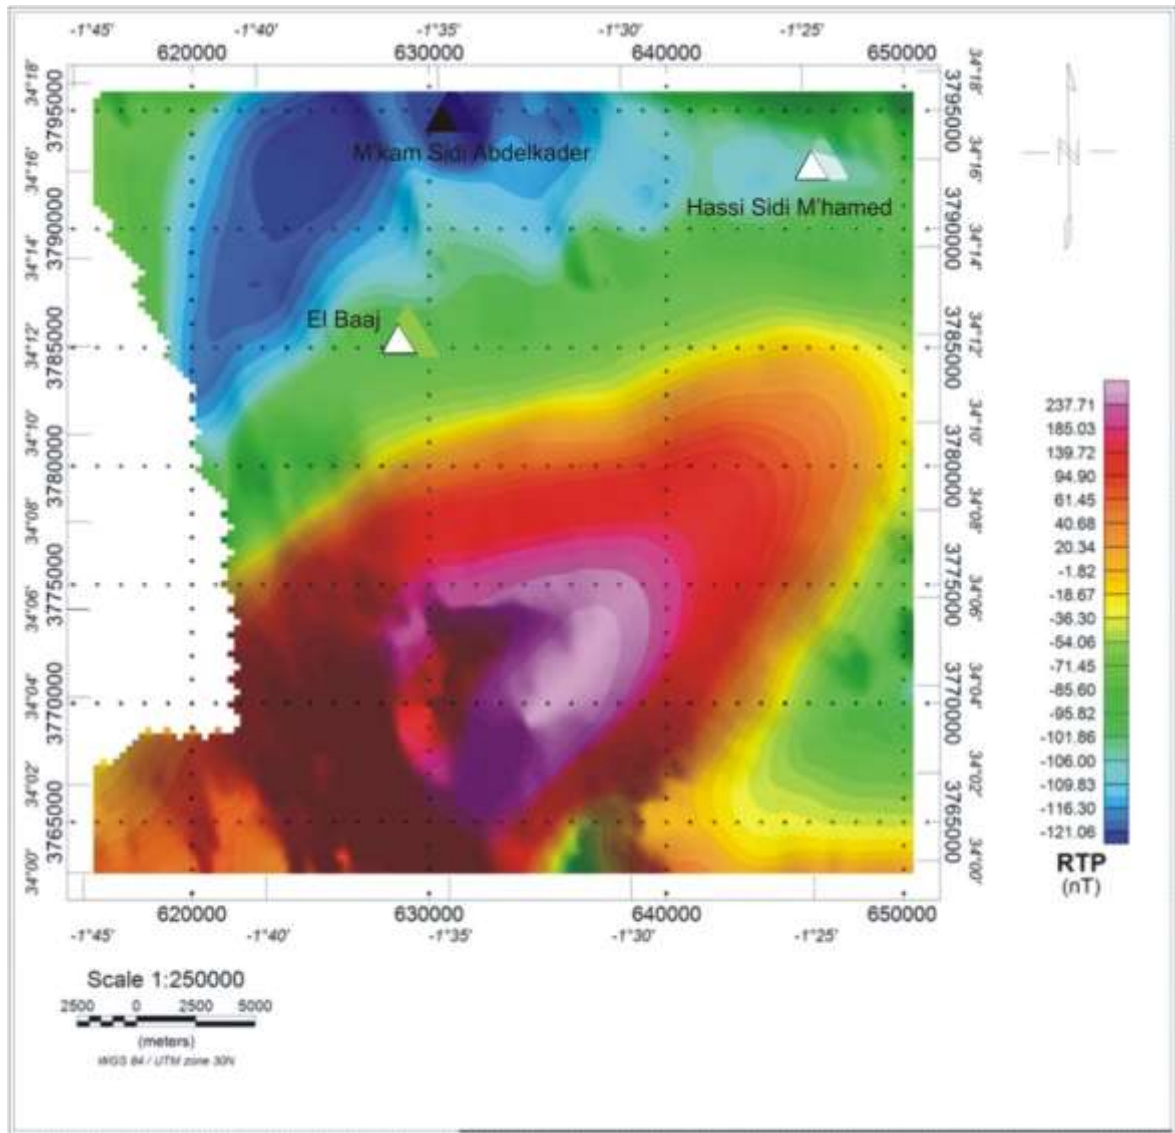 -1°45' -1°40' -1°35' -1°30' -1°25'
620000 630000 640000 650000
34°18' 3795000 3795000 34°18'
M'kam Sidi Abdelkader
34°16' 34°16'
Hassi Sidi M'hamed
3790000 3790000
34°14' 34°14'
El Baaj
34°12' 3785000 3785000 34°12'
34°10' 34°10'
3780000 3780000
34°08' 34°08'
3775000 3775000
34°06' 34°06'
34°04' 3770000 3770000 34°04'
34°02' 34°02'
3765000 3765000
34°00' 34°00'
620000 630000 640000 650000
-1°45' -1°40' -1°35' -1°30' -1°25'
N
237.71
185.03
139.72
94.90
61.45
40.68
20.34
-1.82
-18.67
-36.30
-54.06
-71.45
-85.60
-95.82
-101.86
-106.00
-109.83
-116.30
-121.06
RTP
(nT)
Scale 1:250000
2500 0 2500 5000
(meters)
WGS 84 / UTM zone 30N